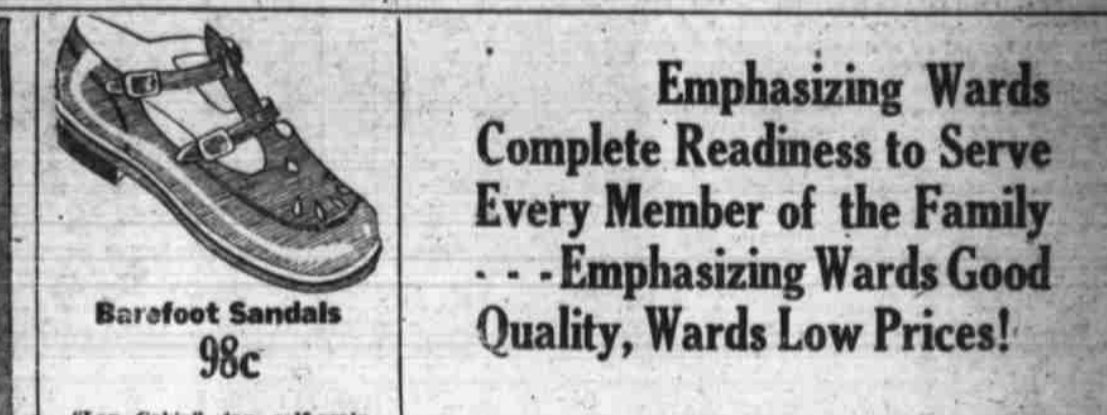 Barefoot Sandals
98c
Emphasizing Wards
Complete Readiness to Serve
Every Member of the Family
- - - Emphasizing Wards Good
Quality, Wards Low Prices!